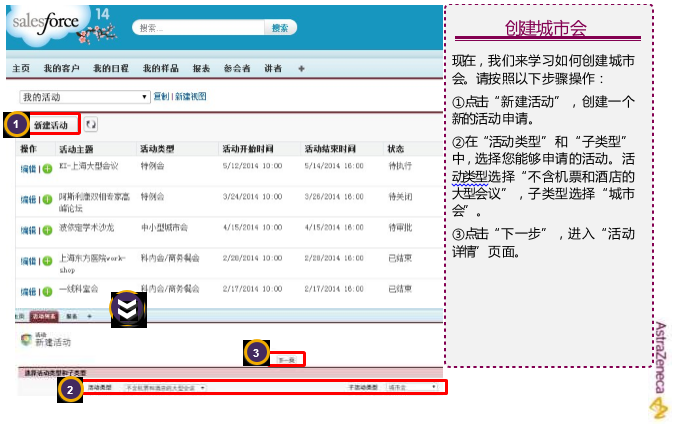 salesforce
14
搜索...
搜索
主页 我的客户 我的日程 我的样品 报表 参会者 讲者 +
我的活动
复制 | 新建视图
1
新建活动
操作 活动主题 活动类型 活动开始时间 活动结束时间 状态
编辑 | KI-上海大型会议 特例会 5/12/2014 10:00 5/14/2014 16:00 待执行
编辑 | 阿斯利康双相专家高峰论坛 特例会 3/24/2014 10:00 3/26/2014 16:00 待关闭
编辑 | 波依定学术沙龙 中小型城市会 4/15/2014 10:00 4/15/2014 16:00 待审批
编辑 | 上海东方医院work-shop 科内会/商务餐会 2/28/2014 10:00 2/28/2014 16:00 已结束
编辑 | 一线科室会 科内会/商务餐会 2/17/2014 10:00 2/17/2014 16:00 已结束
主页 活动列表 报表 +
活动
新建活动
3
下一步
选择活动类型和子类型
2
活动类型 不含机票和酒店的大型会议 子活动类型 城市会
创建城市会
现在，我们来学习如何创建城市
会。请按照以下步骤操作：
①点击“新建活动”，创建一个
新的活动申请。
②在“活动类型”和“子类型”
中，选择您能够申请的活动。活
动类型选择“不含机票和酒店的
大型会议”，子类型选择“城市
会”。
③点击“下一步”，进入“活动
详情”页面。
AstraZeneca